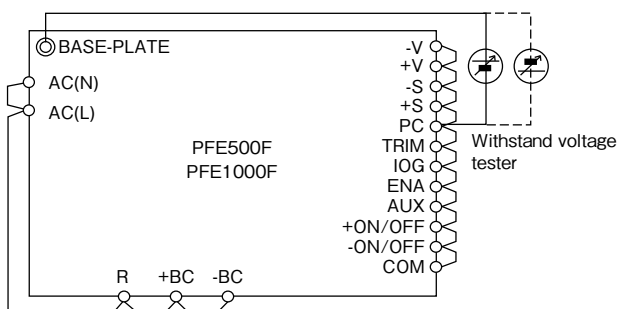 BASE-PLATE
AC(N)
AC(L)
PFE500F
PFE1000F
-V
+V
-S
+S
PC
TRIM
IOG
ENA
AUX
+ON/OFF
-ON/OFF
COM
Withstand voltage
tester
R +BC -BC